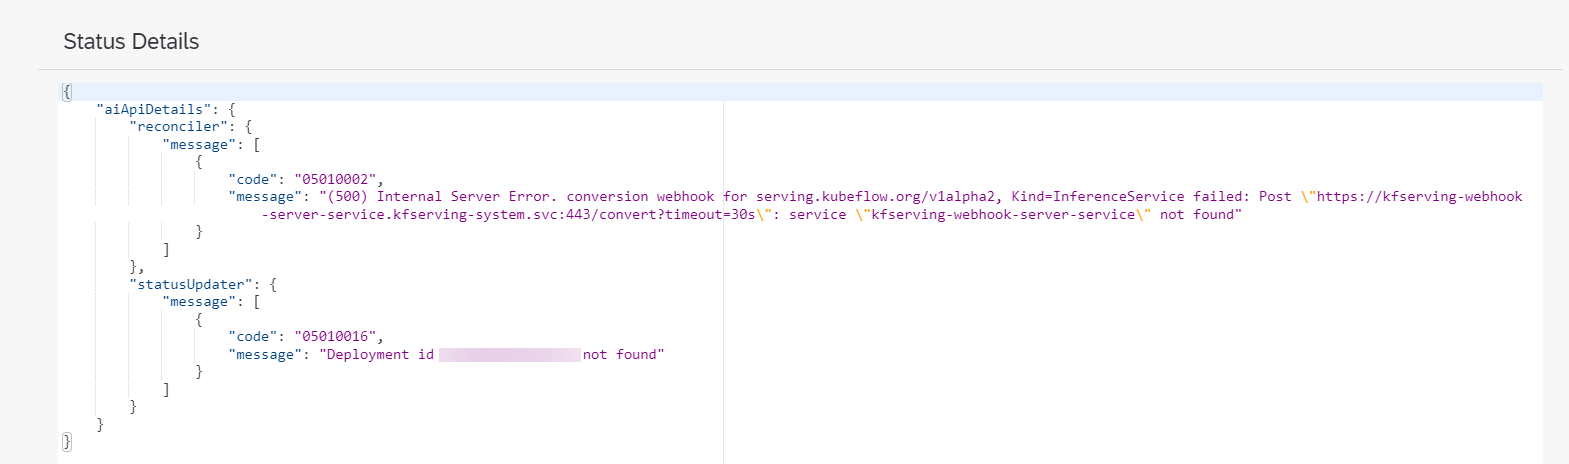 Status Details
{
"aiApiDetails": {
"reconciler": {
"message": [
{
"code": "05010002",
"message": "(500) Internal Server Error. conversion webhook for serving.kubeflow.org/v1alpha2, Kind=InferenceService failed: Post \"https://kfserving-webhook
-server-service.kfserving-system.svc:443/convert?timeout=30s\": service \"kfserving-webhook-server-service\" not found"
}
]
},
"statusUpdater": {
"message": [
{
"code": "05010016",
"message": "Deployment id not found"
}
]
}
}
}